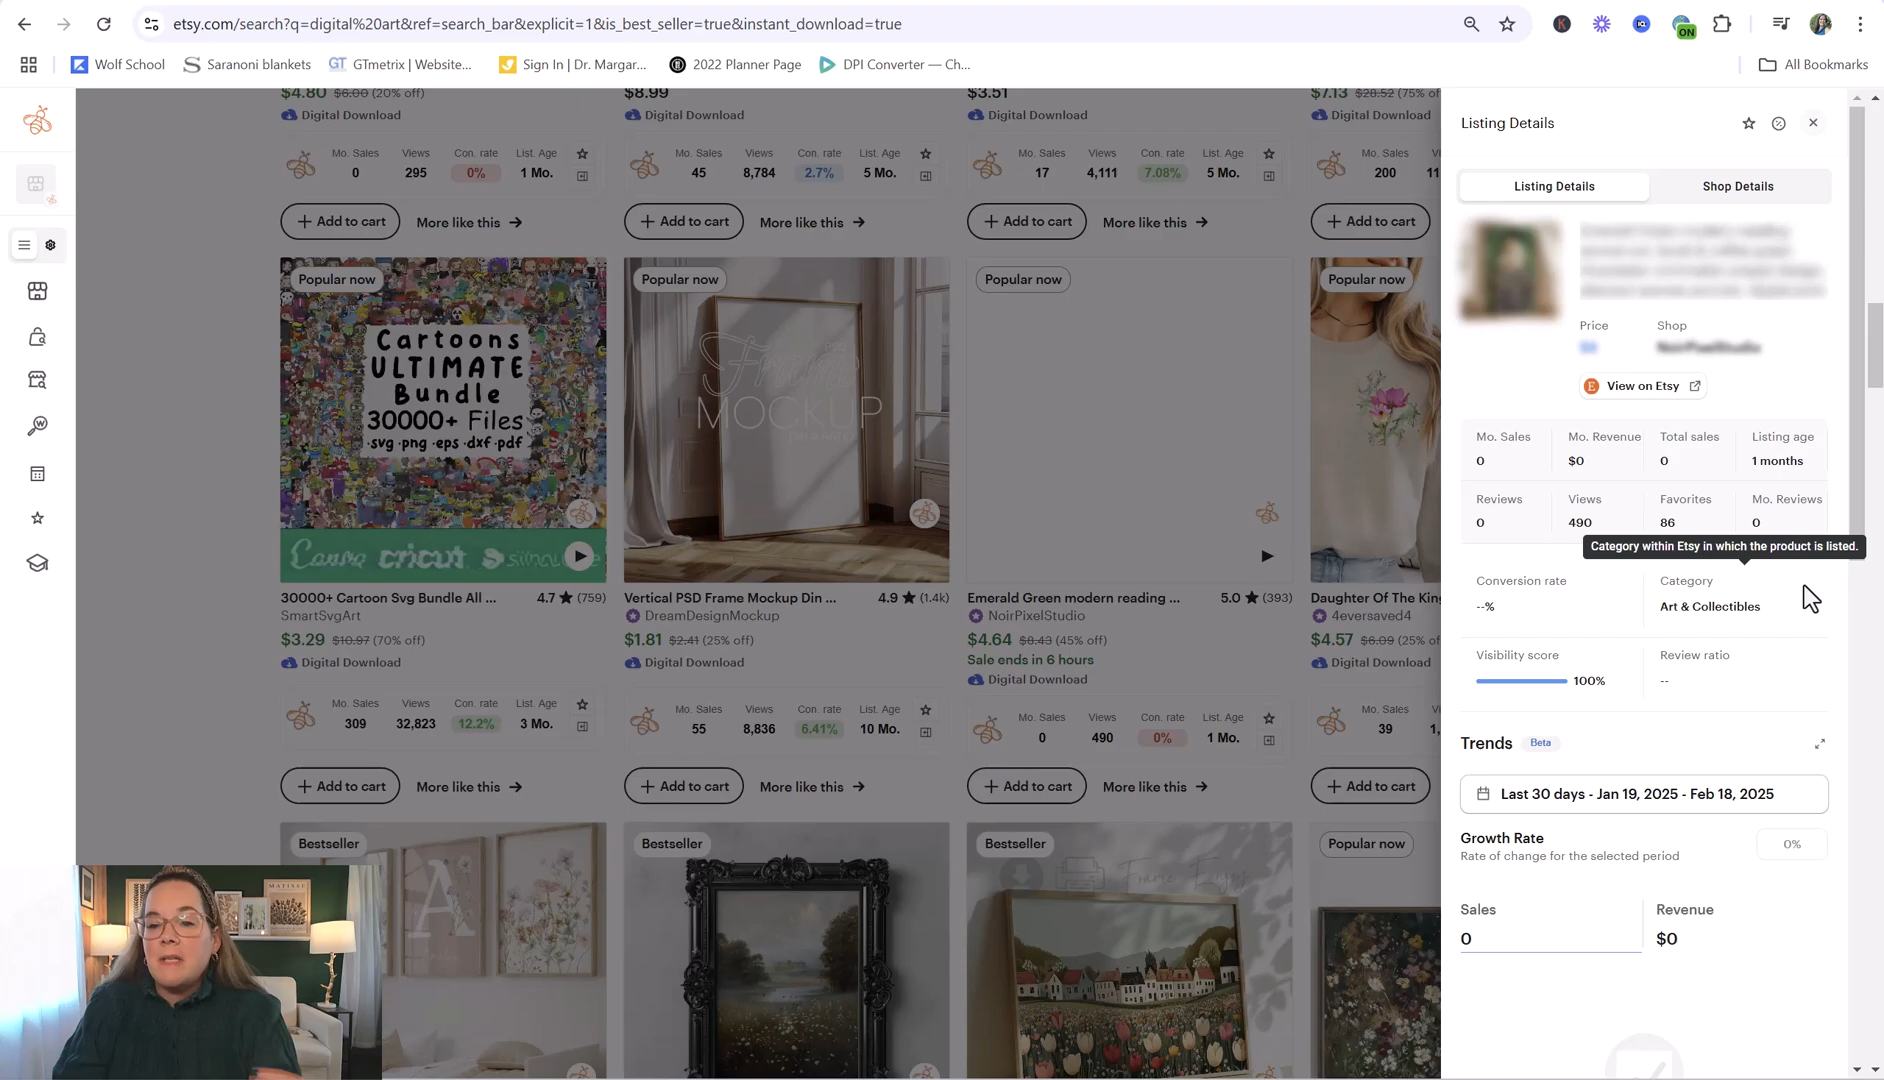 etsy.com/search?q=digital%20art&ref=search_bar&explicit=1&is_best_seller=true&instant_download=true
ON
Wolf School
Saranoni blankets
GT GTmetrix | Website...
Sign In | Dr. Margar...
2022 Planner Page
DPI Converter — Ch...
All Bookmarks
$4.80 $6.00 (20% off)
Digital Download
Mo. Sales Views Con. rate List. Age
0 295 0% 1 Mo.
Add to cart More like this
$8.99
Digital Download
Mo. Sales Views Con. rate List. Age
45 8,784 2.7% 5 Mo.
Add to cart More like this
$3.51
Digital Download
Mo. Sales Views Con. rate List. Age
17 4,111 7.08% 5 Mo.
Add to cart More like this
$7.13 $28.52 (75% of
Digital Download
Mo. Sales
200
Add to cart
Popular now
Cartoons
ULTIMATE
Bundle
30000+ Files
·svg·png·eps·dxf·pdf
Canva cricut
30000+ Cartoon Svg Bundle All ... 4.7 (759)
SmartSvgArt
$3.29 $10.97 (70% off)
Digital Download
Mo. Sales Views Con. rate List. Age
309 32,823 12.2% 3 Mo.
Add to cart More like this
Popular now
MOCKUP
Vertical PSD Frame Mockup Din ... 4.9 (1.4k)
DreamDesignMockup
$1.81 $2.41 (25% off)
Digital Download
Mo. Sales Views Con. rate List. Age
55 8,836 6.41% 10 Mo.
Add to cart More like this
Popular now
Emerald Green modern reading ... 5.0 (393)
NoirPixelStudio
$4.64 $8.43 (45% off)
Sale ends in 6 hours
Digital Download
Mo. Sales Views Con. rate List. Age
0 490 0% 1 Mo.
Add to cart More like this
Popular now
Daughter Of The King
4eversaved4
$4.57 $6.09 (25% of
Digital Download
Mo. Sales
39
Add to cart
Bestseller
A
Bestseller
Bestseller
Popular now
MATISSE
Listing Details
Listing Details Shop Details
Price Shop
View on Etsy
Mo. Sales Mo. Revenue Total sales Listing age
0 $0 0 1 months
Reviews Views Favorites Mo. Reviews
0 490 86 0
Category within Etsy in which the product is listed.
Conversion rate Category
--% Art & Collectibles
Visibility score Review ratio
100% --
Trends Beta
Last 30 days - Jan 19, 2025 - Feb 18, 2025
Growth Rate
Rate of change for the selected period
0%
Sales Revenue
0 $0